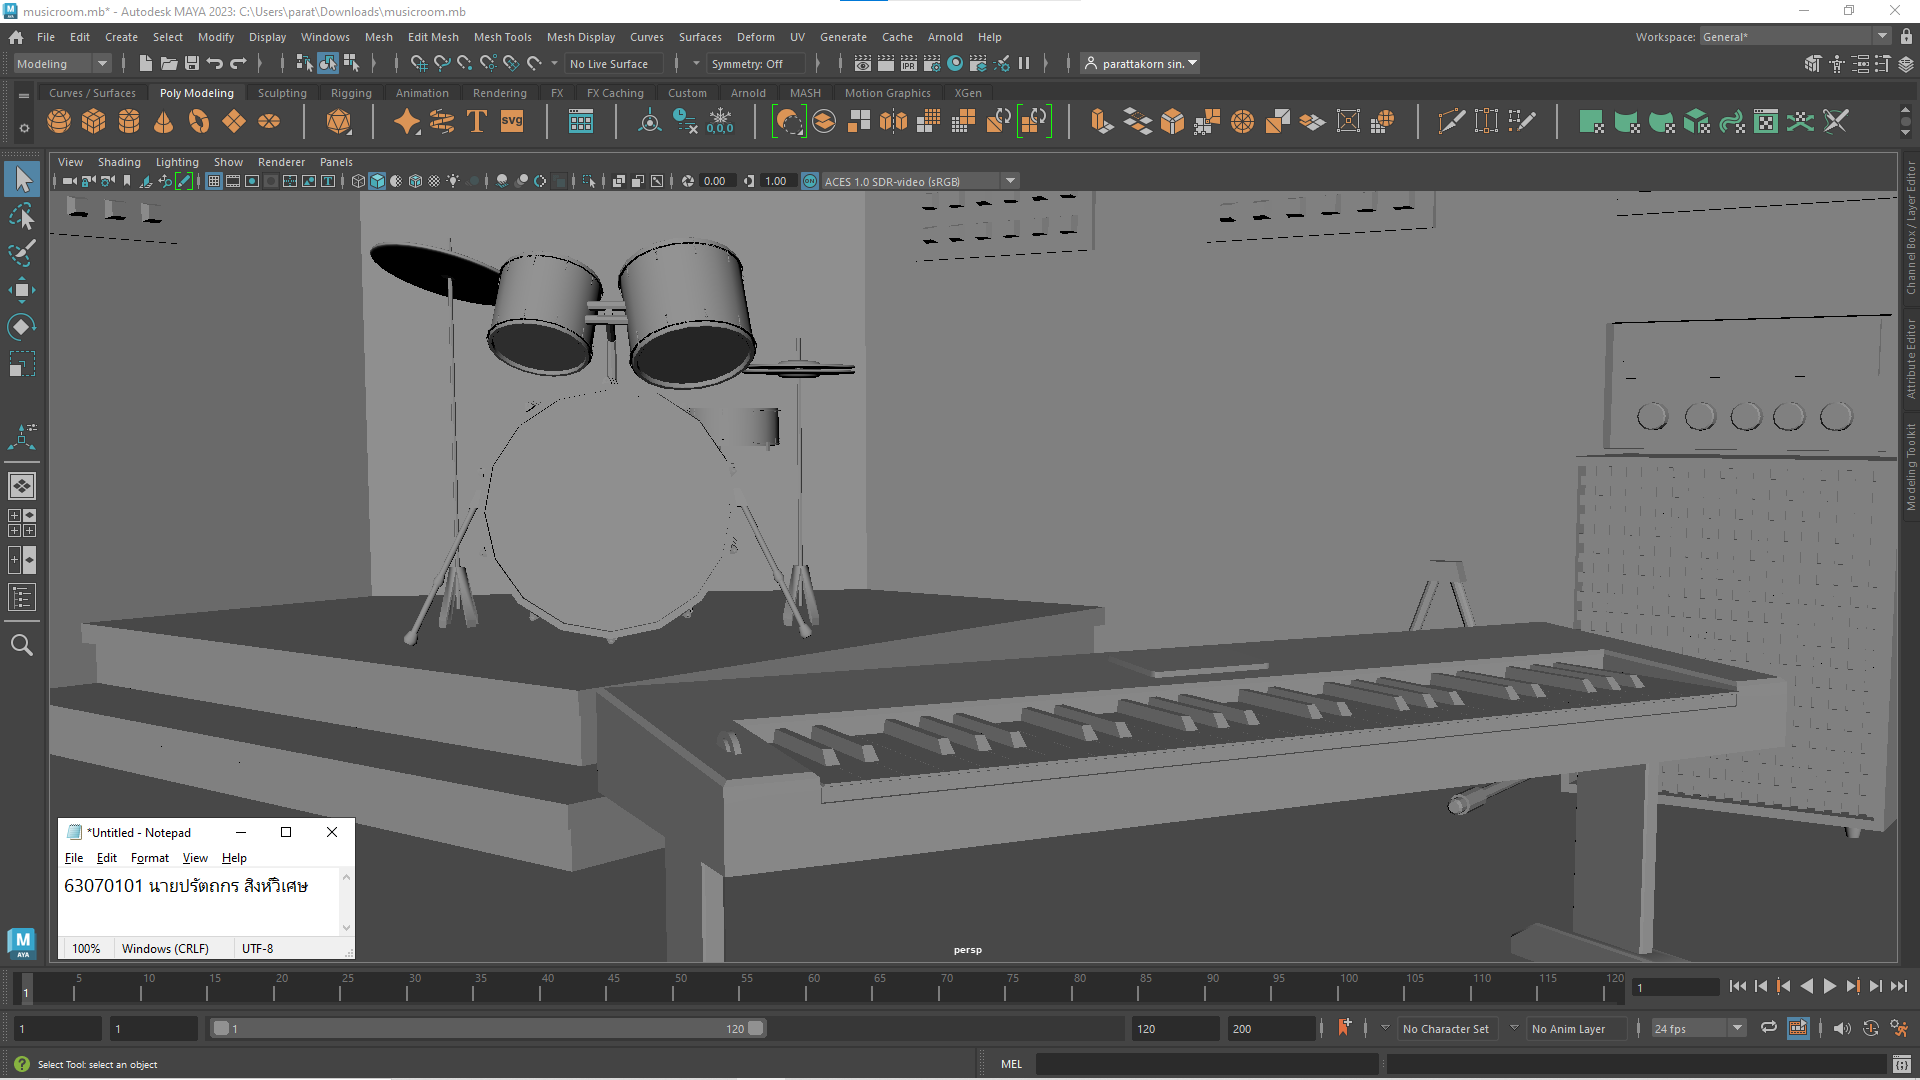 musicroom.mb* - Autodesk MAYA 2023: C:\Users\parat\Downloads\musicroom.mb
File Edit Create Select Modify Display Windows Mesh Edit Mesh Mesh Tools Mesh Display Curves Surfaces Deform UV Generate Cache Arnold Help Workspace: General*
Modeling No Live Surface Symmetry: Off parattakorn sin.
Curves / Surfaces Poly Modeling Sculpting Rigging Animation Rendering FX FX Caching Custom Arnold MASH Motion Graphics XGen
T svg 0,0,0
View Shading Lighting Show Renderer Panels
0.00 1.00 ON ACES 1.0 SDR-video (sRGB)
Channel Box / Layer Editor
Attribute Editor
Modeling Toolkit
*Untitled - Notepad
File Edit Format View Help
63070101 นายปรัตถกร สิงห์วิเศษ
100% Windows (CRLF) UTF-8
M
AYA
persp
5 10 15 20 25 30 35 40 45 50 55 60 65 70 75 80 85 90 95 100 105 110 115 120
1 1
1 1 1 120 120 200 No Character Set No Anim Layer 24 fps
Select Tool: select an object MEL